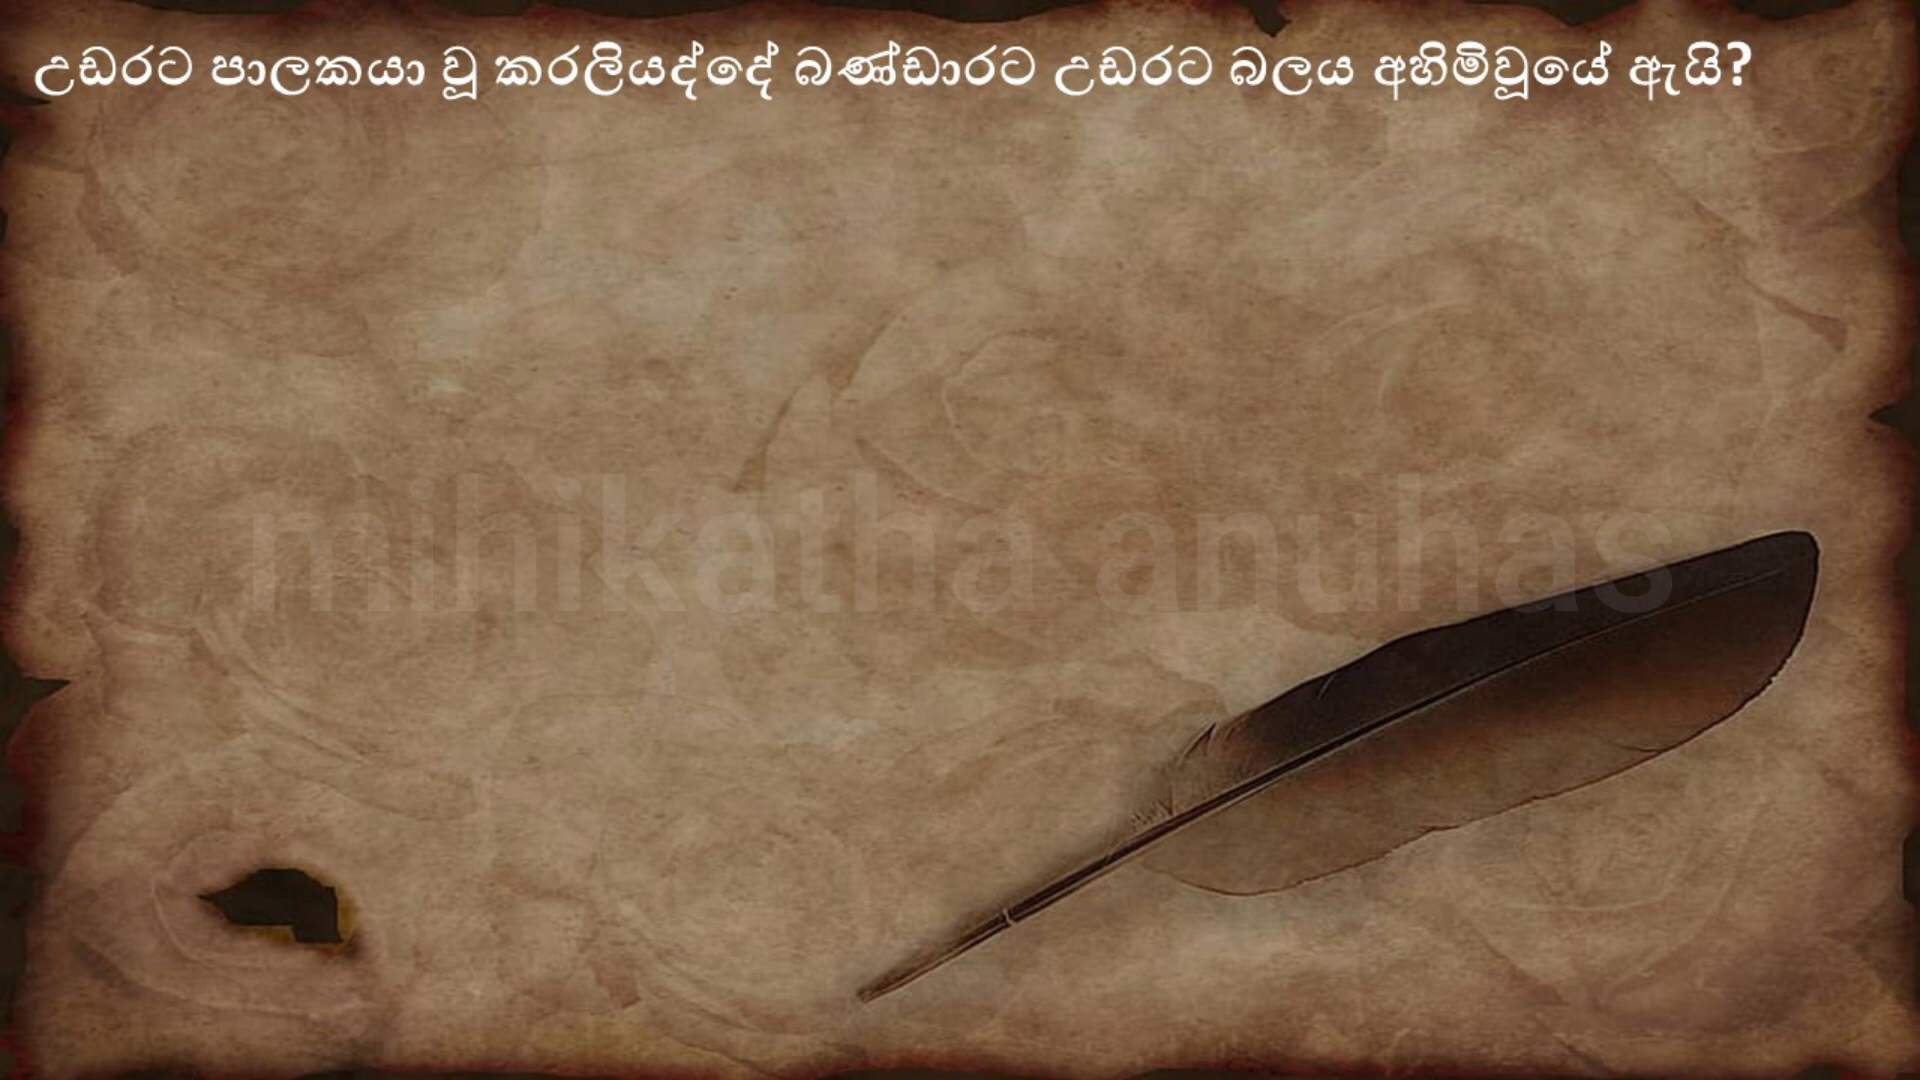 උඩරට පාලකයා වූ කරලියද්දේ බණ්ඩාරට උඩරට බලය අහිමිවූයේ ඇයි?
mihikatha anuhas